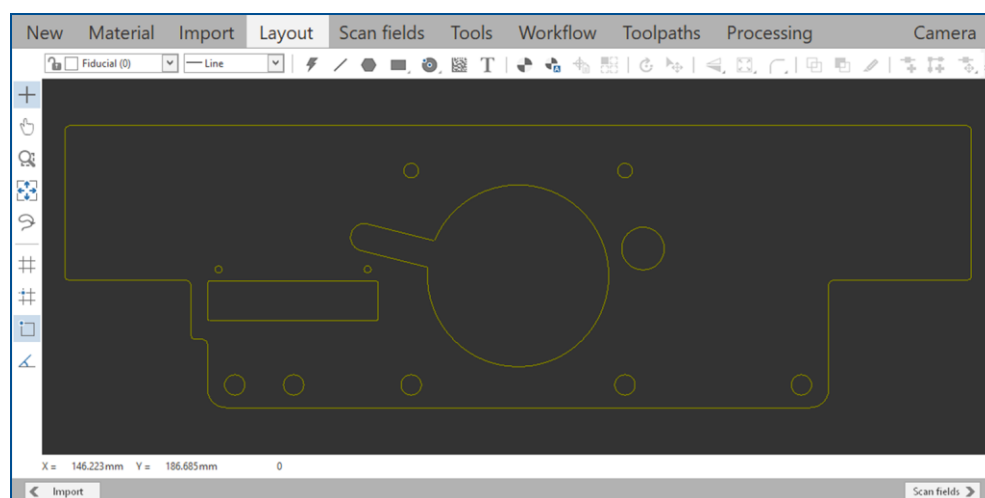 New Material Import Layout Scan fields Tools Workflow Toolpaths Processing Camera
Fiducial (0) Line T
X = 146.223mm Y = 186.685mm 0
Import Scan fields